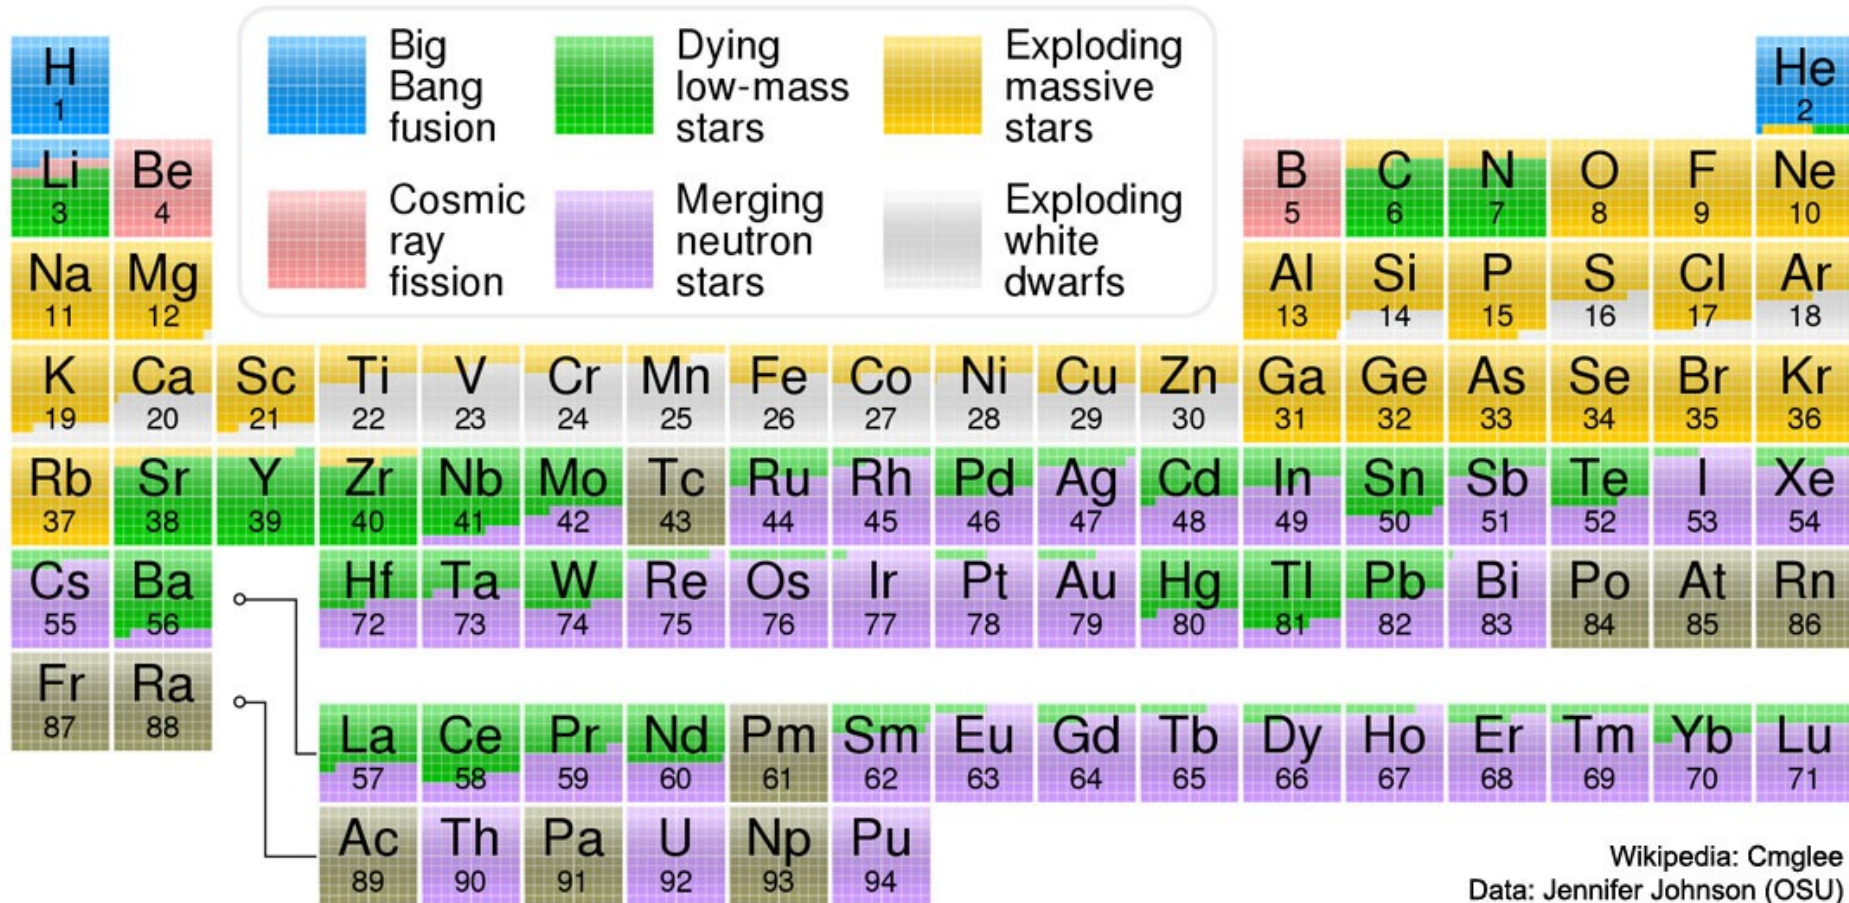 Big
Bang
fusion
Dying
low-mass
stars
Exploding
massive
stars
Cosmic
ray
fission
Merging
neutron
stars
Exploding
white
dwarfs
H He
1 2
Li Be B C N O F Ne
3 4 5 6 7 8 9 10
Na Mg Al Si P S Cl Ar
11 12 13 14 15 16 17 18
K Ca Sc Ti V Cr Mn Fe Co Ni Cu Zn Ga Ge As Se Br Kr
19 20 21 22 23 24 25 26 27 28 29 30 31 32 33 34 35 36
Rb Sr Y Zr Nb Mo Tc Ru Rh Pd Ag Cd In Sn Sb Te I Xe
37 38 39 40 41 42 43 44 45 46 47 48 49 50 51 52 53 54
Cs Ba Hf Ta W Re Os Ir Pt Au Hg Tl Pb Bi Po At Rn
55 56 72 73 74 75 76 77 78 79 80 81 82 83 84 85 86
Fr Ra
87 88
La Ce Pr Nd Pm Sm Eu Gd Tb Dy Ho Er Tm Yb Lu
57 58 59 60 61 62 63 64 65 66 67 68 69 70 71
Ac Th Pa U Np Pu
89 90 91 92 93 94
Wikipedia: Cmglee
Data: Jennifer Johnson (OSU)